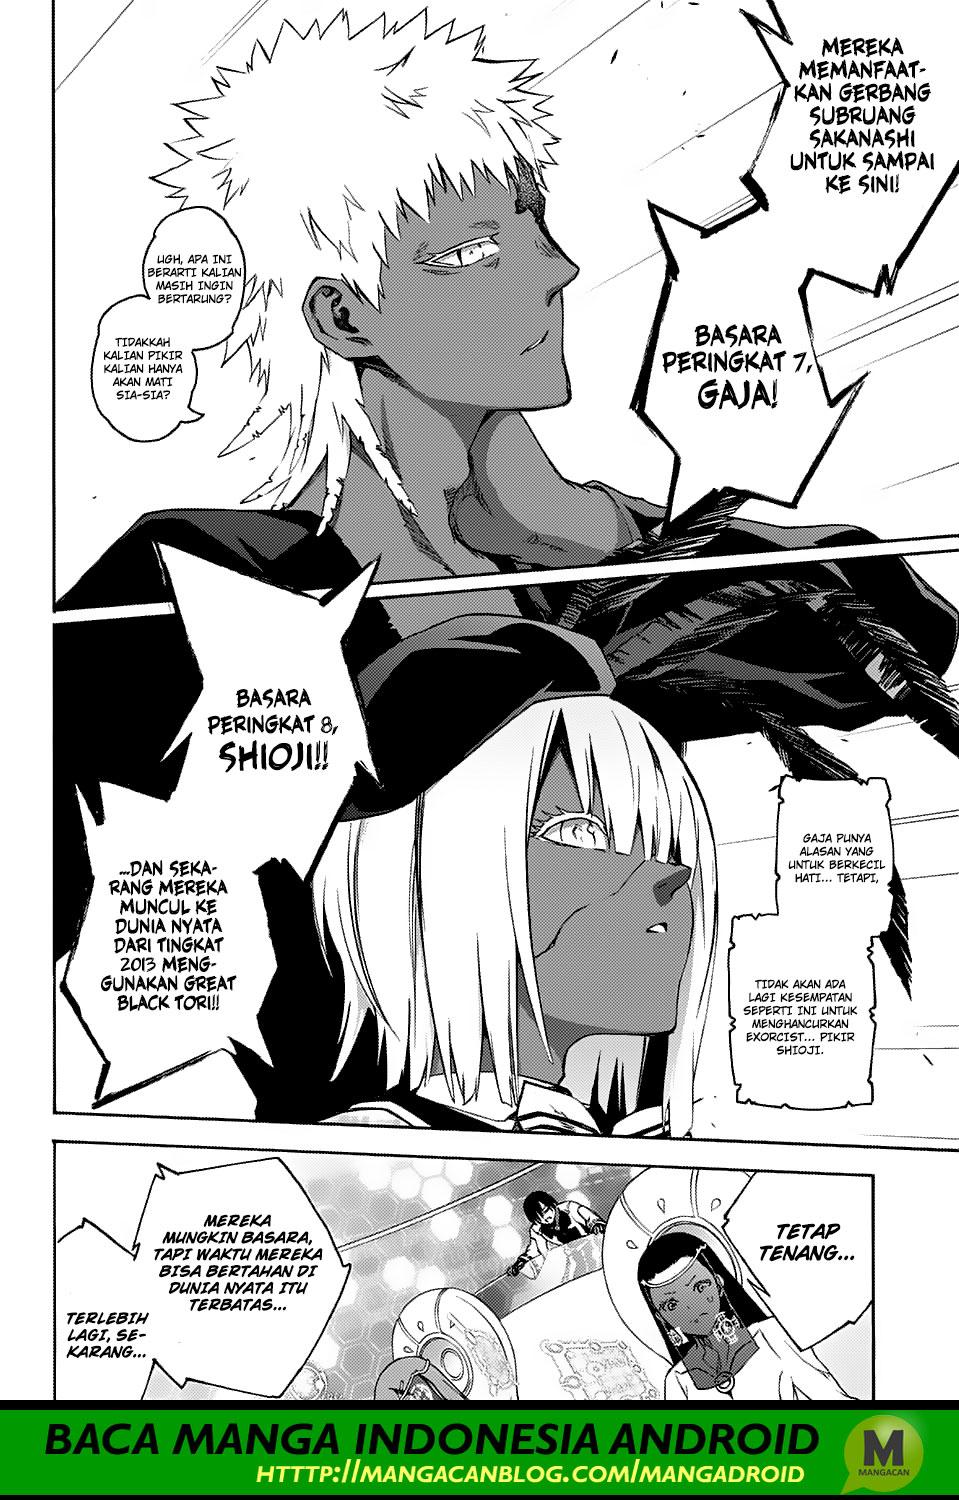 MEREKA
MEMANFAAT-
KAN GERBANG
SUBRUANG
SAKANASHI
UNTUK SAMPAI
KE SINI!
BASARA
PERINGKAT 7,
GAJA!
UGH, APA INI
BERARTI KALIAN
MASIH INGIN
BERTARUNG?
TIDAKKAH
KALIAN PIKIR
KALIAN HANYA
AKAN MATI
SIA-SIA?
BASARA
PERINGKAT 8,
SHIOJI!!
...DAN SEKA-
RANG MEREKA
MUNCUL KE
DUNIA NYATA
DARI TINGKAT
2013 MENG-
GUNAKAN GREAT
BLACK TORI!!
GAJA PUNYA
ALASAN YANG
UNTUK BERKECIL
HATI... TETAPI,
TIDAK AKAN ADA
LAGI KESEMPATAN
SEPERTI INI UNTUK
MENGHANCURKAN
EXORCIST... PIKIR
SHIOJI.
TETAP
TENANG...
MEREKA
MUNGKIN BASARA,
TAPI WAKTU MEREKA
BISA BERTAHAN DI
DUNIA NYATA ITU
TERBATAS...
TERLEBIH
LAGI, SE-
KARANG...
BACA MANGA INDONESIA ANDROID
HTTTP://MANGACANBLOG.COM/MANGADROID
M
MANGACAN